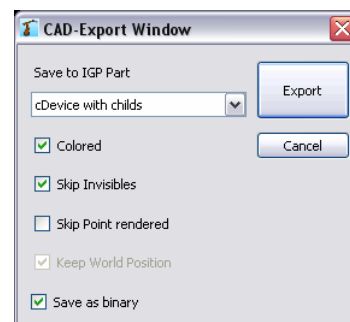 CAD-Export Window
Save to IGP Part
Export
cDevice with childs
Colored
Cancel
Skip Invisibles
Skip Point rendered
Keep World Position
Save as binary